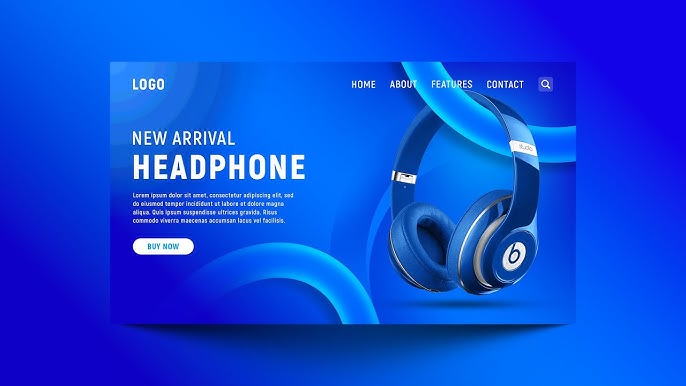 LOGO
HOME ABOUT FEATURES CONTACT
NEW ARRIVAL
HEADPHONE
Lorem ipsum dolor sit amet, consectetur adipiscing elit, sed
do eiusmod tempor incididunt ut labore et dolore magna
aliqua. Quis ipsum suspendisse ultrices gravida. Risus
commodo viverra maecenas accumsan lacus vel facilisis.
BUY NOW
b